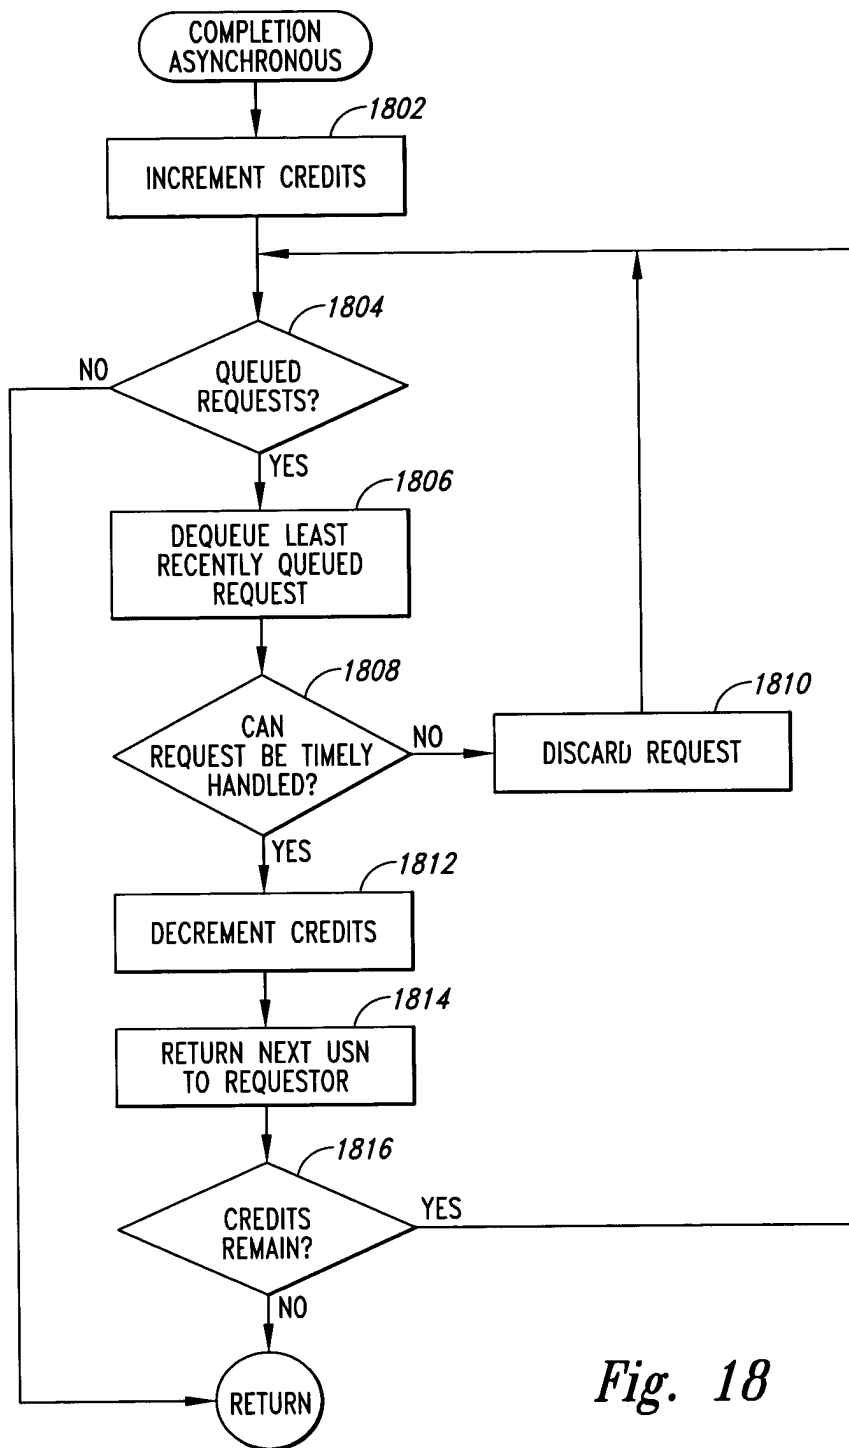 COMPLETION
ASYNCHRONOUS
1802
INCREMENT CREDITS
1804
NO
QUEUED
REQUESTS?
YES
1806
DEQUEUE LEAST
RECENTLY QUEUED
REQUEST
1808
CAN
REQUEST BE TIMELY
HANDLED?
NO
1810
DISCARD REQUEST
YES
1812
DECREMENT CREDITS
1814
RETURN NEXT USN
TO REQUESTOR
1816
CREDITS
REMAIN?
YES
NO
RETURN
Fig. 18